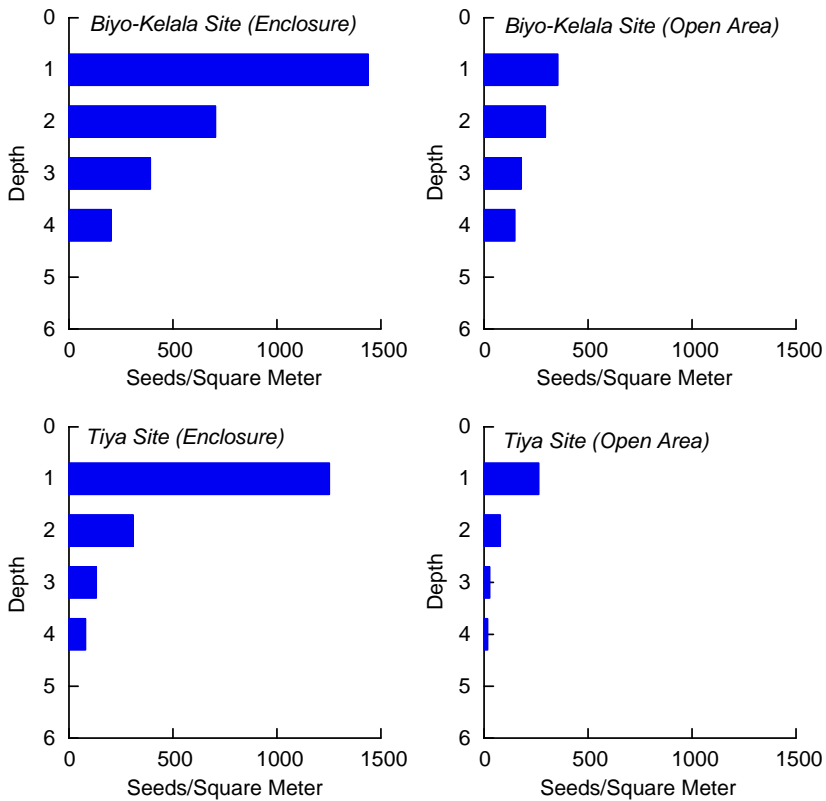 0
Biyo-Kelala Site (Enclosure)
1
2
3
4
5
6
Depth
0 500 1000 1500
Seeds/Square Meter
0
Biyo-Kelala Site (Open Area)
1
2
3
4
5
6
Depth
0 500 1000 1500
Seeds/Square Meter
0
Tiya Site (Enclosure)
1
2
3
4
5
6
Depth
0 500 1000 1500
Seeds/Square Meter
0
Tiya Site (Open Area)
1
2
3
4
5
6
Depth
0 500 1000 1500
Seeds/Square Meter